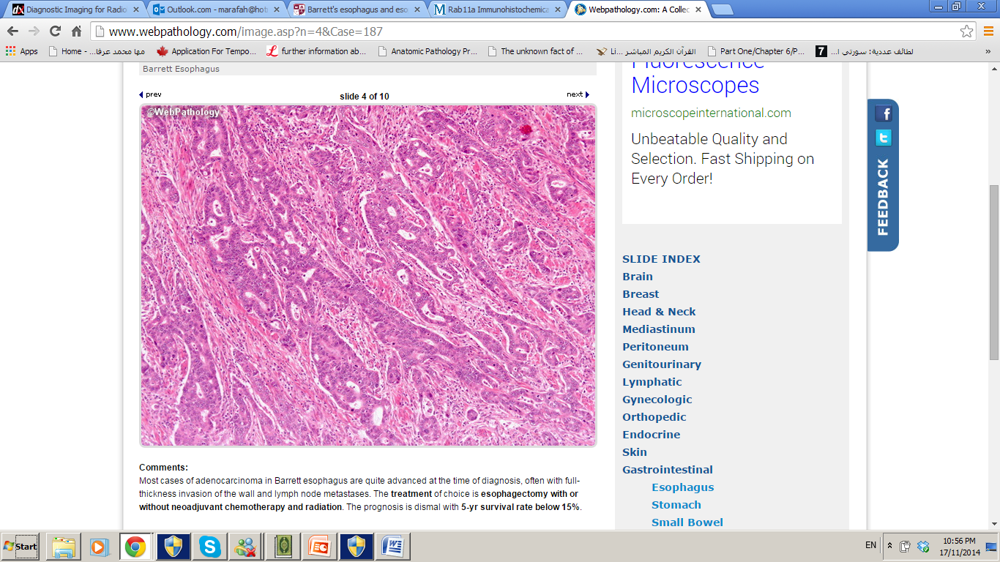 Diagnostic Imaging for Radio
Outlook.com - marafah@hot
Barrett's esophagus and eso
Rab11a Immunohistochemica
Webpathology.com: A Collec
www.webpathology.com/image.asp?n=4&Case=187
Apps
Home - ...مها محمد عرفا
Application For Tempo...
further information ab...
Anatomic Pathology Pr...
The unknown fact of ...
Li... القرآن الكريم المباشر
Part One/Chapter 6/P...
7
لطائف عددية: سورتي ا...
»
Barrett Esophagus
prev
slide 4 of 10
next
©WebPathology
Fluorescence
Microscopes
microscopeinternational.com
Unbeatable Quality and
Selection. Fast Shipping on
Every Order!
f
t
FEEDBACK
SLIDE INDEX
Brain
Breast
Head & Neck
Mediastinum
Peritoneum
Genitourinary
Lymphatic
Gynecologic
Orthopedic
Endocrine
Skin
Gastrointestinal
Esophagus
Stomach
Small Bowel
Comments:
Most cases of adenocarcinoma in Barrett esophagus are quite advanced at the time of diagnosis, often with full-
thickness invasion of the wall and lymph node metastases. The treatment of choice is esophagectomy with or
without neoadjuvant chemotherapy and radiation. The prognosis is dismal with 5-yr survival rate below 15%.
Start
EN
10:56 PM
17/11/2014